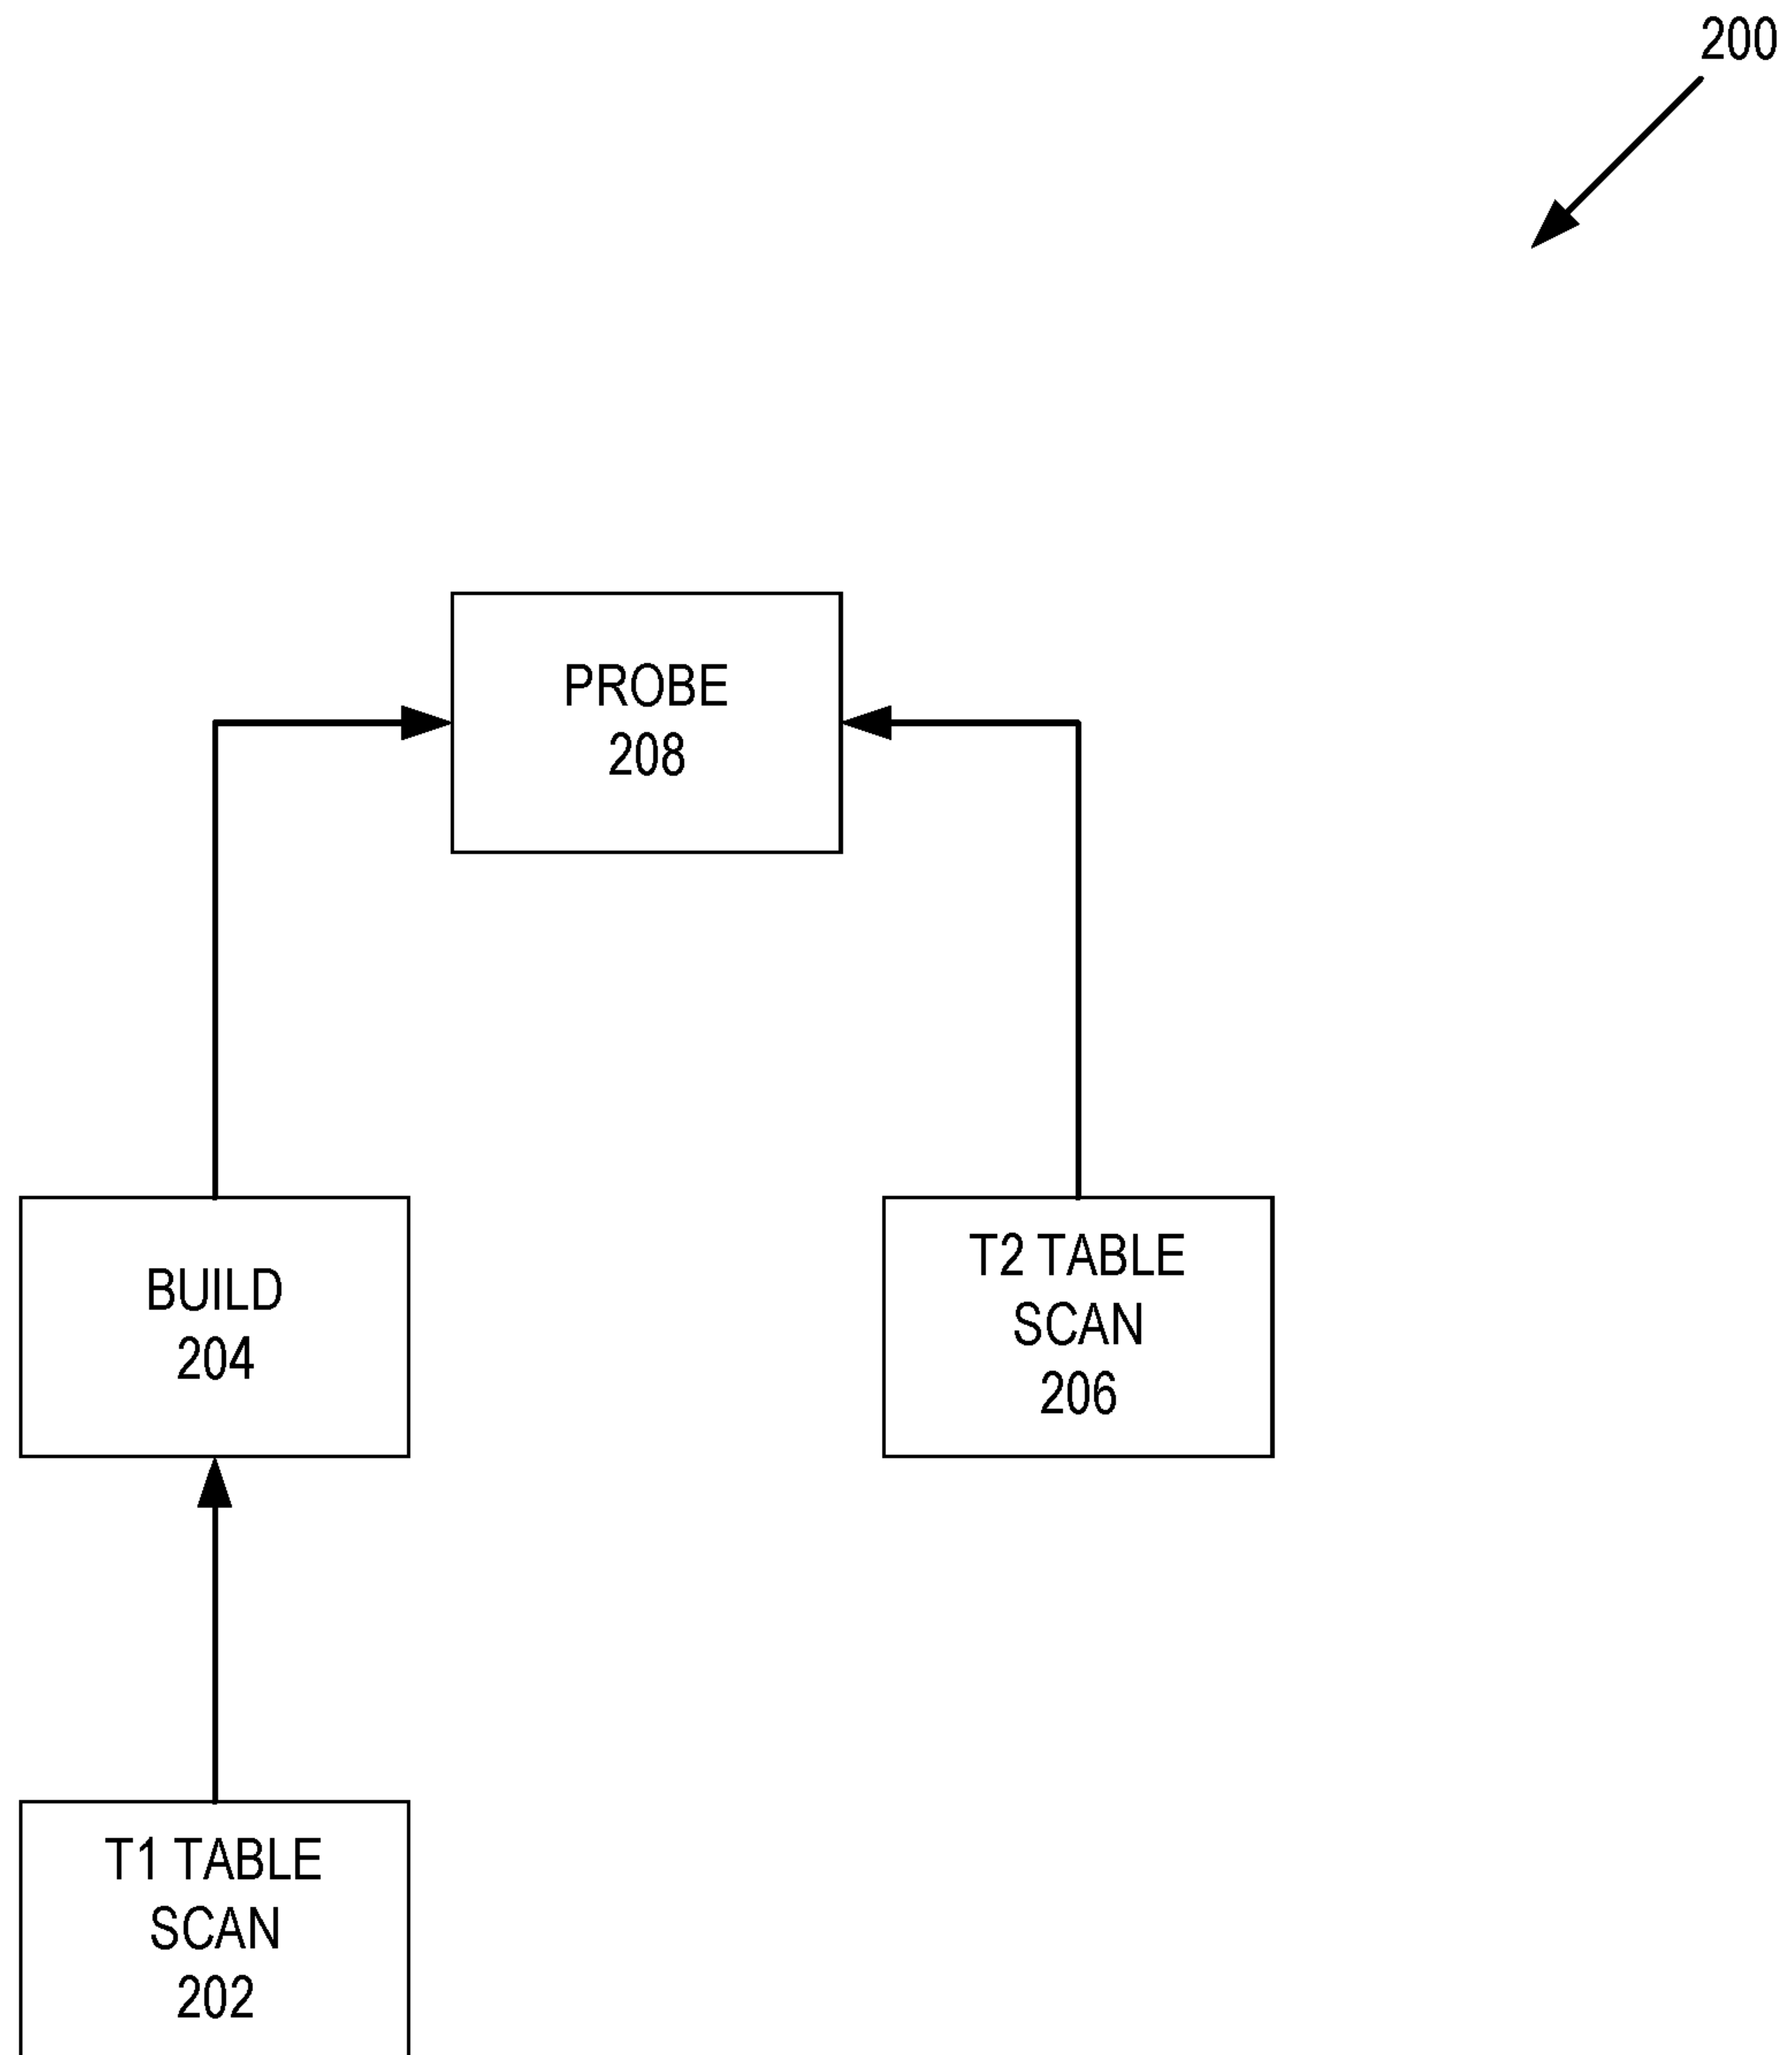 200
PROBE
208
BUILD
204
T2 TABLE
SCAN
206
T1 TABLE
SCAN
202